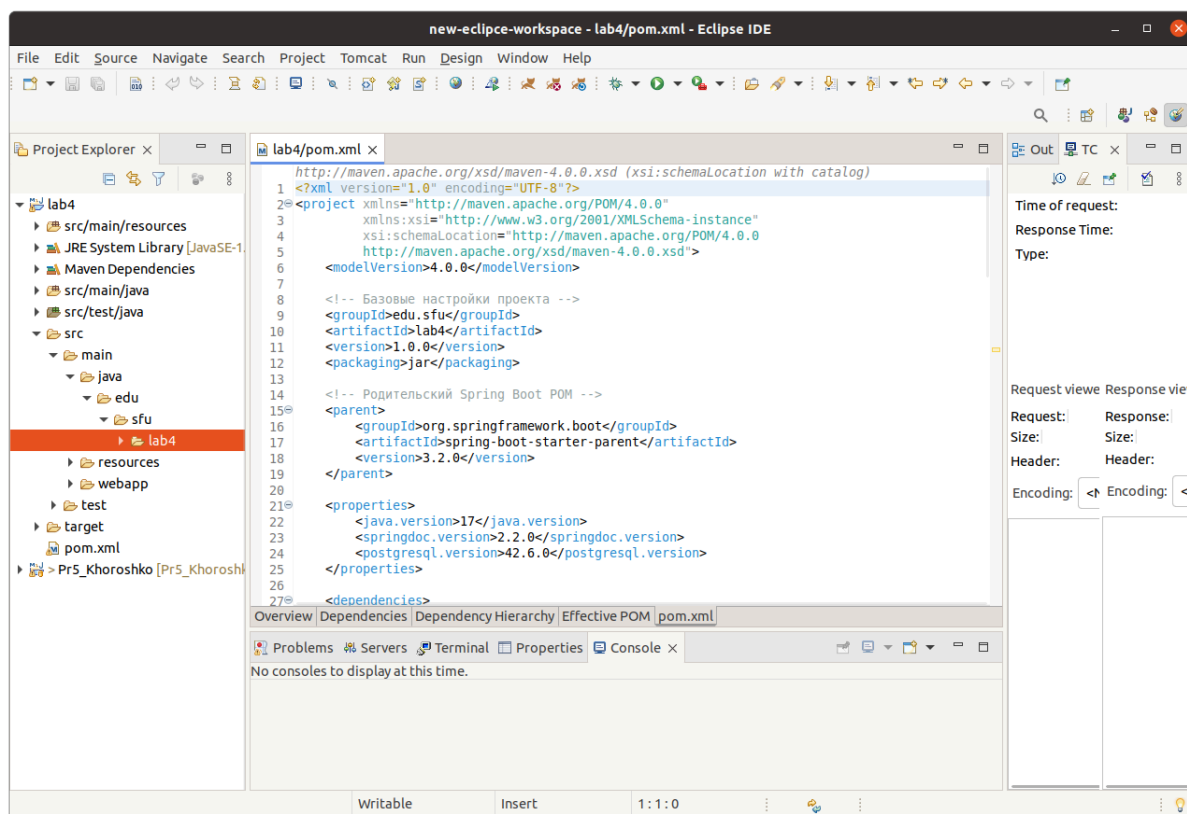 new-eclipce-workspace - lab4/pom.xml - Eclipse IDE
File Edit Source Navigate Search Project Tomcat Run Design Window Help
Project Explorer
lab4
src/main/resources
JRE System Library [JavaSE-1.
Maven Dependencies
src/main/java
src/test/java
src
main
java
edu
sfu
lab4
resources
webapp
test
target
pom.xml
> Pr5_Khoroshko [Pr5_Khoroshk
lab4/pom.xml
http://maven.apache.org/xsd/maven-4.0.0.xsd (xsi:schemaLocation with catalog)
1 <?xml version="1.0" encoding="UTF-8"?>
2 <project xmlns="http://maven.apache.org/POM/4.0.0"
3 xmlns:xsi="http://www.w3.org/2001/XMLSchema-instance"
4 xsi:schemaLocation="http://maven.apache.org/POM/4.0.0
5 http://maven.apache.org/xsd/maven-4.0.0.xsd">
6 <modelVersion>4.0.0</modelVersion>
7
8 <!-- Базовые настройки проекта -->
9 <groupId>edu.sfu</groupId>
10 <artifactId>lab4</artifactId>
11 <version>1.0.0</version>
12 <packaging>jar</packaging>
13
14 <!-- Родительский Spring Boot POM -->
15 <parent>
16 <groupId>org.springframework.boot</groupId>
17 <artifactId>spring-boot-starter-parent</artifactId>
18 <version>3.2.0</version>
19 </parent>
20
21 <properties>
22 <java.version>17</java.version>
23 <springdoc.version>2.2.0</springdoc.version>
24 <postgresql.version>42.6.0</postgresql.version>
25 </properties>
26
27 <dependencies>
Overview Dependencies Dependency Hierarchy Effective POM pom.xml
Problems Servers Terminal Properties Console
No consoles to display at this time.
Out TC
Time of request:
Response Time:
Type:
Request viewe Response vie
Request: Response:
Size: Size:
Header: Header:
Encoding: <N Encoding: <
Writable Insert 1:1:0